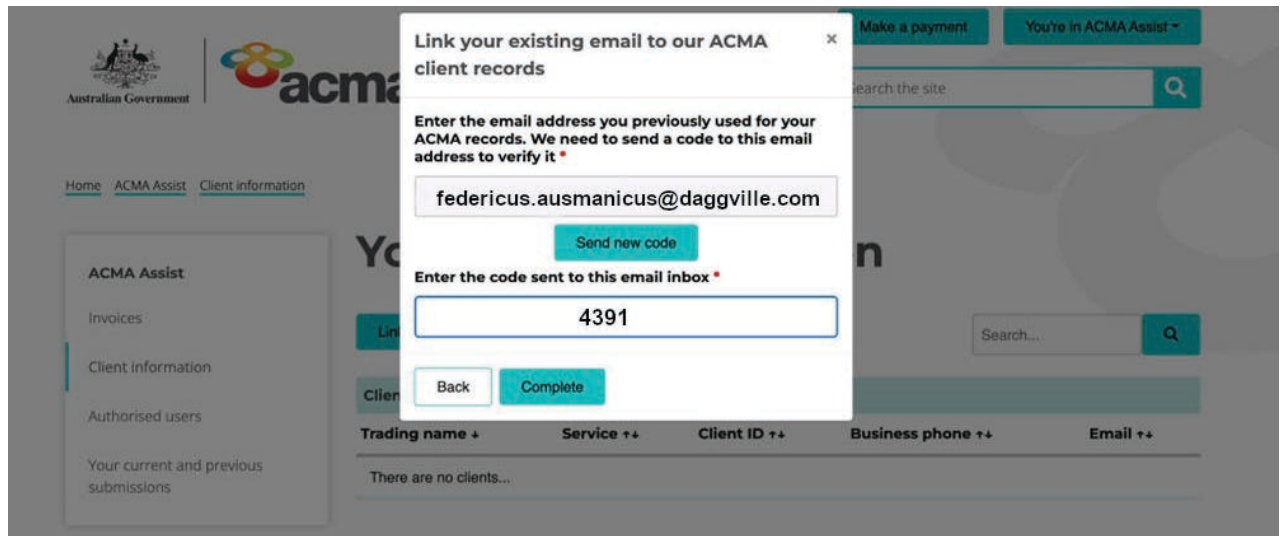 Make a payment
You're in ACMA Assist
Australian Government
acma
Search the site
Link your existing email to our ACMA
client records
×
Enter the email address you previously used for your
ACMA records. We need to send a code to this email
address to verify it *
federicus.ausmanicus@daggville.com
Send new code
Enter the code sent to this email inbox *
4391
Back
Complete
Home ACMA Assist Client information
ACMA Assist
Invoices
Client information
Authorised users
Your current and previous
submissions
Search...
Trading name ↓ Service ↑↓ Client ID ↑↓ Business phone ↑↓ Email ↑↓
There are no clients...